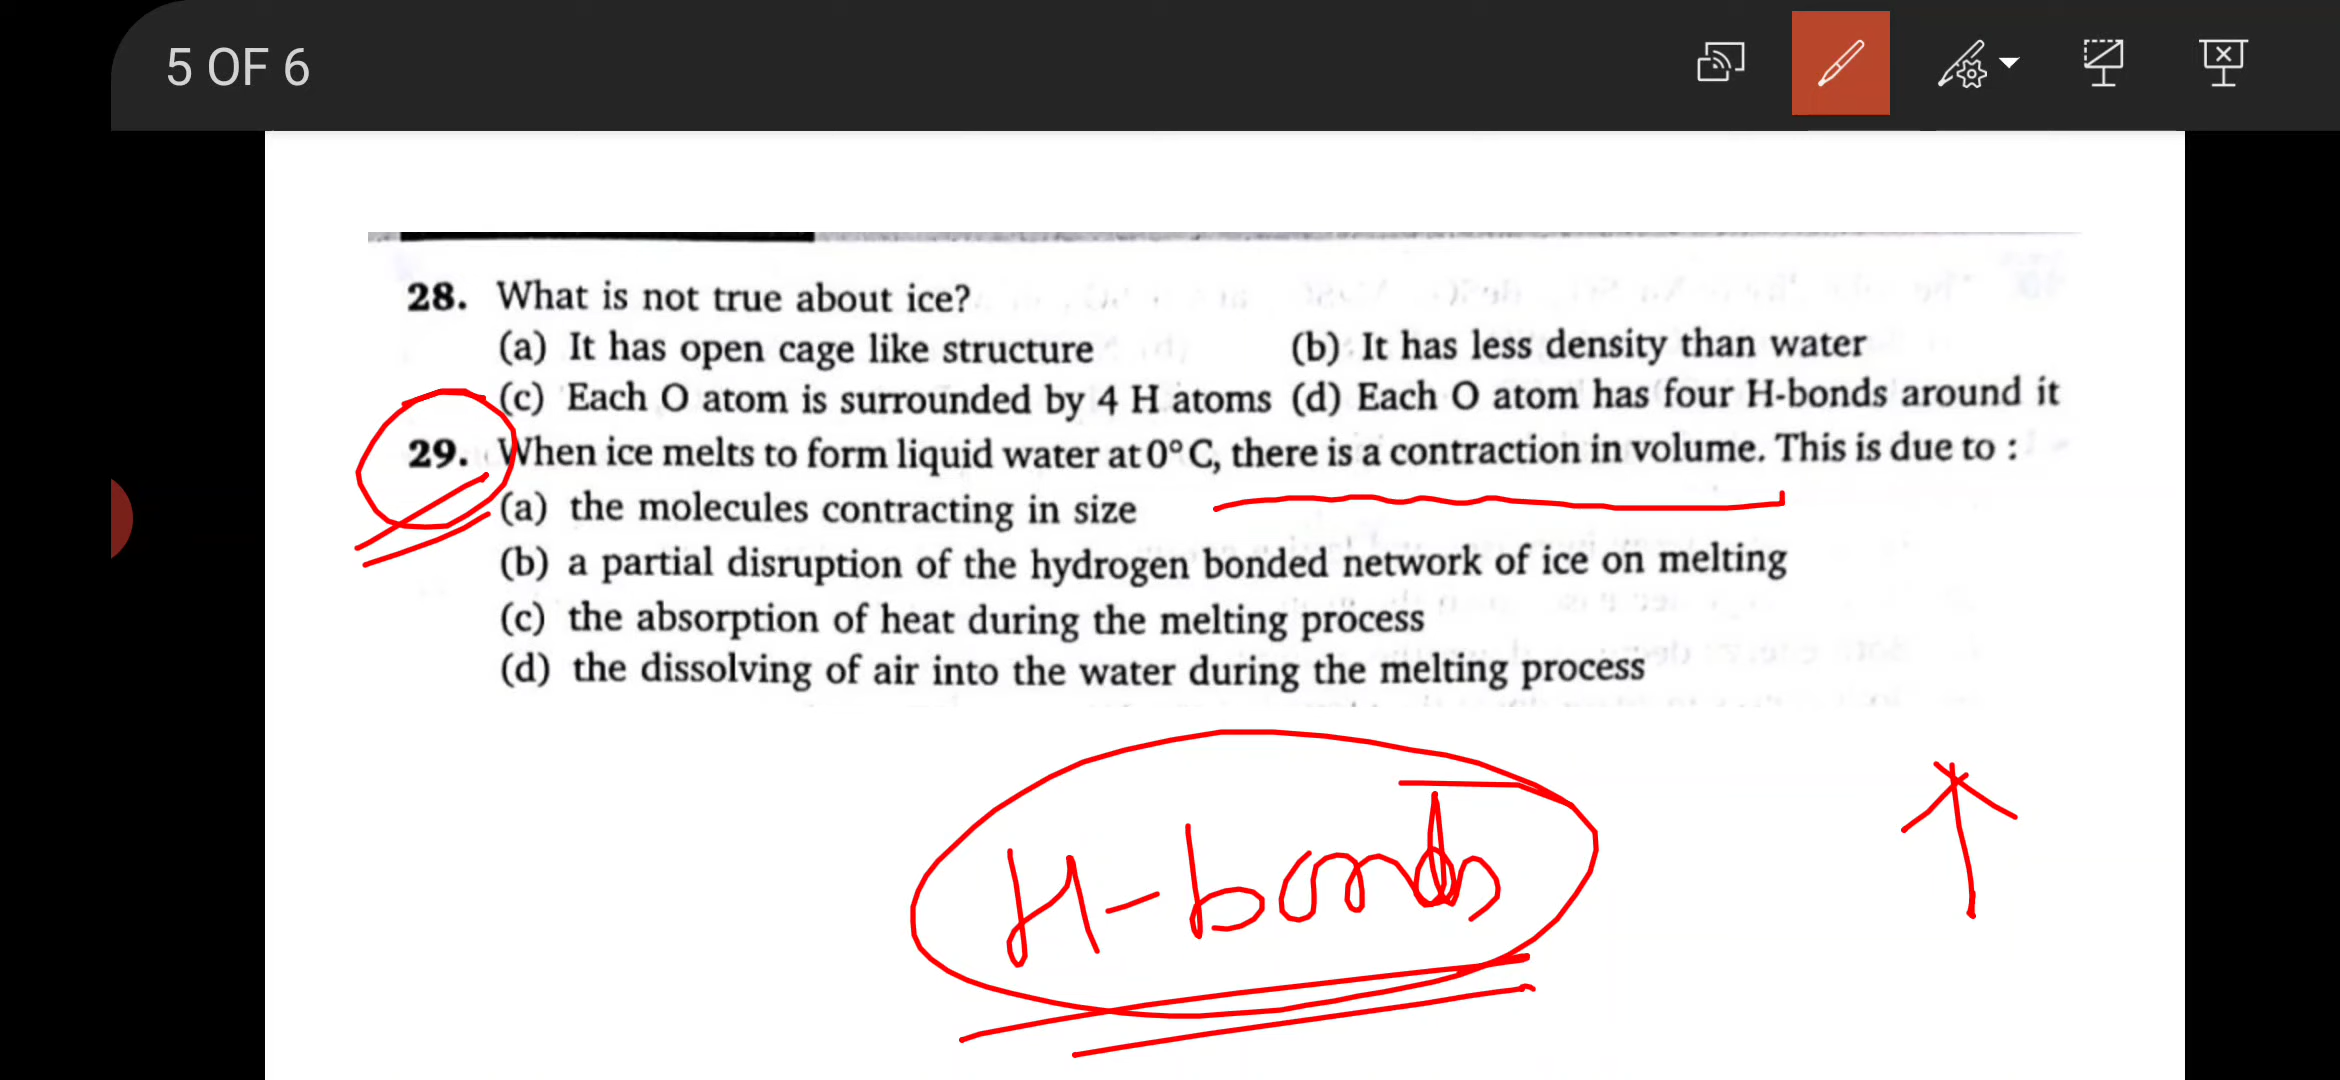 5 OF 6
28. What is not true about ice?
(a) It has open cage like structure (b) It has less density than water
(c) Each O atom is surrounded by 4 H atoms (d) Each O atom has four H-bonds around it
29. When ice melts to form liquid water at 0° C, there is a contraction in volume. This is due to :
(a) the molecules contracting in size
(b) a partial disruption of the hydrogen bonded network of ice on melting
(c) the absorption of heat during the melting process
(d) the dissolving of air into the water during the melting process
H-bonds